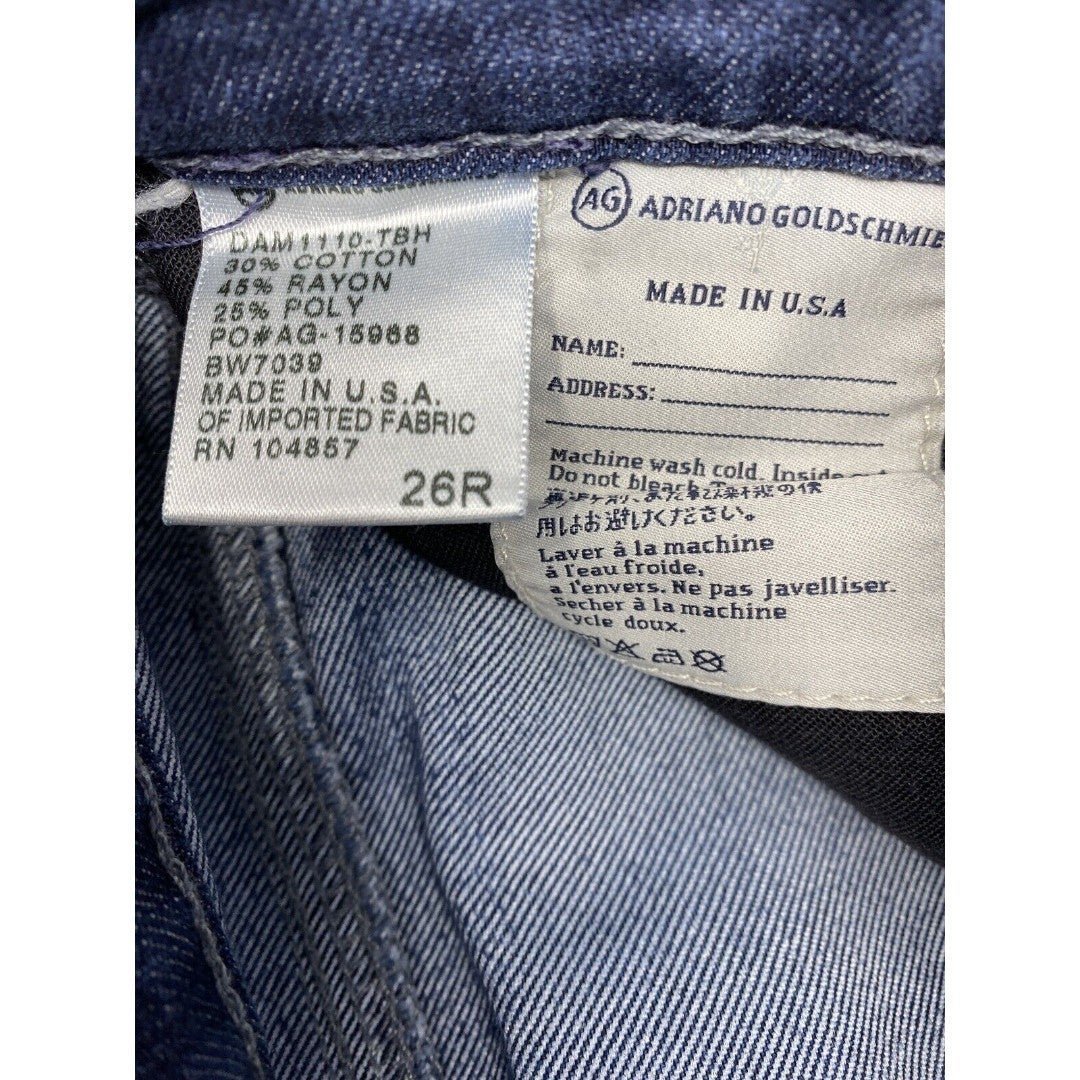 DAM1110-TBH
30% COTTON
45% RAYON
25% POLY
PO#AG-15968
BW7039
MADE IN U.S.A.
OF IMPORTED FABRIC
RN 104857
26R
AG ADRIANO GOLDSCHMIE
MADE IN U.S.A
NAME:
ADDRESS:
Machine wash cold. Inside
Do not bleach.
用はお避けください。
Laver à la machine
à l'eau froide,
a l'envers. Ne pas javelliser.
Secher à la machine
cycle doux.